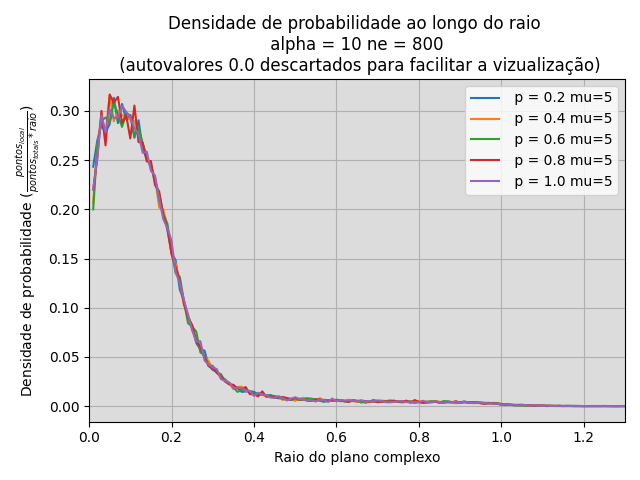 Densidade de probabilidade ao longo do raio
alpha = 10 ne = 800
(autovalores 0.0 descartados para facilitar a vizualização)
Densidade de probabilidade (pontos_local / pontos_totais * raio)
0.30
0.25
0.20
0.15
0.10
0.05
0.00
p = 0.2 mu=5
p = 0.4 mu=5
p = 0.6 mu=5
p = 0.8 mu=5
p = 1.0 mu=5
0.0 0.2 0.4 0.6 0.8 1.0 1.2
Raio do plano complexo